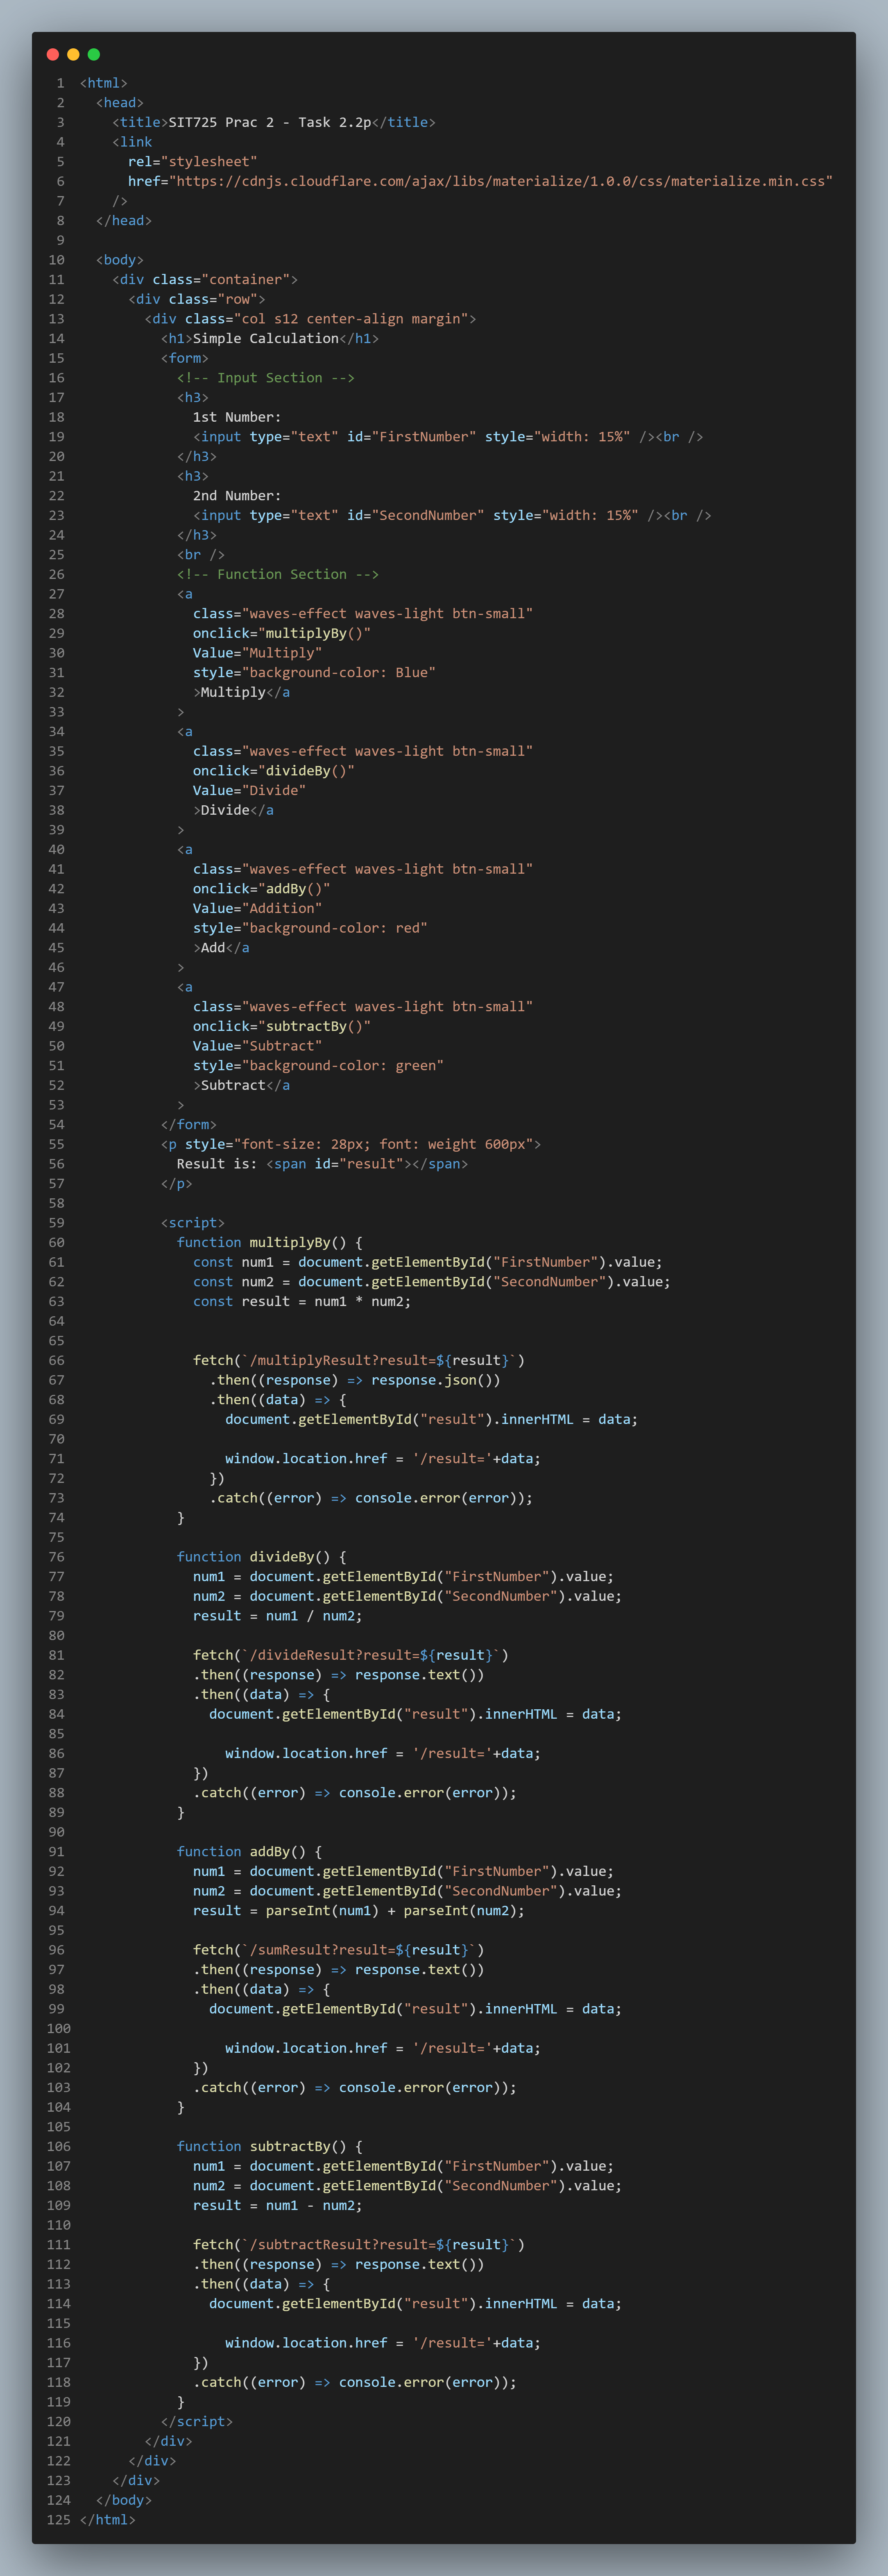 1 <html>
2   <head>
3     <title>SIT725 Prac 2 - Task 2.2p</title>
4     <link
5       rel="stylesheet"
6       href="https://cdnjs.cloudflare.com/ajax/libs/materialize/1.0.0/css/materialize.min.css"
7     />
8   </head>
9
10   <body>
11     <div class="container">
12       <div class="row">
13         <div class="col s12 center-align margin">
14           <h1>Simple Calculation</h1>
15           <form>
16             <!-- Input Section -->
17             <h3>
18               1st Number:
19               <input type="text" id="FirstNumber" style="width: 15%" /><br />
20             </h3>
21             <h3>
22               2nd Number:
23               <input type="text" id="SecondNumber" style="width: 15%" /><br />
24             </h3>
25             <br />
26             <!-- Function Section -->
27             <a
28               class="waves-effect waves-light btn-small"
29               onclick="multiplyBy()"
30               Value="Multiply"
31               style="background-color: Blue"
32               >Multiply</a
33             >
34             <a
35               class="waves-effect waves-light btn-small"
36               onclick="divideBy()"
37               Value="Divide"
38               >Divide</a
39             >
40             <a
41               class="waves-effect waves-light btn-small"
42               onclick="addBy()"
43               Value="Addition"
44               style="background-color: red"
45               >Add</a
46             >
47             <a
48               class="waves-effect waves-light btn-small"
49               onclick="subtractBy()"
50               Value="Subtract"
51               style="background-color: green"
52               >Subtract</a
53             >
54           </form>
55           <p style="font-size: 28px; font: weight 600px">
56             Result is: <span id="result"></span>
57           </p>
58
59           <script>
60             function multiplyBy() {
61               const num1 = document.getElementById("FirstNumber").value;
62               const num2 = document.getElementById("SecondNumber").value;
63               const result = num1 * num2;
64
65
66               fetch(`/multiplyResult?result=${result}`)
67                 .then((response) => response.json())
68                 .then((data) => {
69                   document.getElementById("result").innerHTML = data;
70
71                   window.location.href = '/result='+data;
72                 })
73                 .catch((error) => console.error(error));
74             }
75
76             function divideBy() {
77               num1 = document.getElementById("FirstNumber").value;
78               num2 = document.getElementById("SecondNumber").value;
79               result = num1 / num2;
80
81               fetch(`/divideResult?result=${result}`)
82               .then((response) => response.text())
83               .then((data) => {
84                 document.getElementById("result").innerHTML = data;
85
86                   window.location.href = '/result='+data;
87               })
88               .catch((error) => console.error(error));
89             }
90
91             function addBy() {
92               num1 = document.getElementById("FirstNumber").value;
93               num2 = document.getElementById("SecondNumber").value;
94               result = parseInt(num1) + parseInt(num2);
95
96               fetch(`/sumResult?result=${result}`)
97               .then((response) => response.text())
98               .then((data) => {
99                 document.getElementById("result").innerHTML = data;
100
101                   window.location.href = '/result='+data;
102               })
103               .catch((error) => console.error(error));
104             }
105
106             function subtractBy() {
107               num1 = document.getElementById("FirstNumber").value;
108               num2 = document.getElementById("SecondNumber").value;
109               result = num1 - num2;
110
111               fetch(`/subtractResult?result=${result}`)
112               .then((response) => response.text())
113               .then((data) => {
114                 document.getElementById("result").innerHTML = data;
115
116                   window.location.href = '/result='+data;
117               })
118               .catch((error) => console.error(error));
119             }
120           </script>
121         </div>
122       </div>
123     </div>
124   </body>
125 </html>